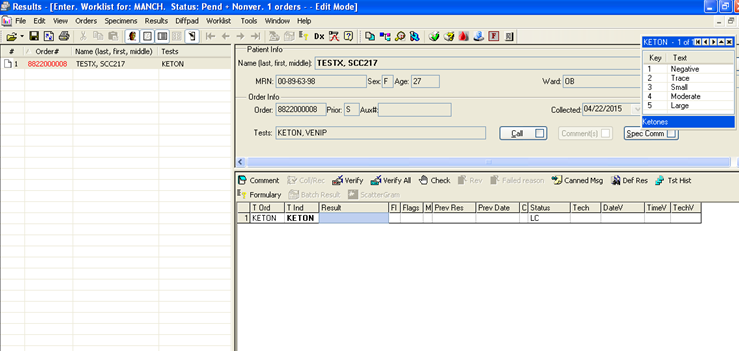 Results - [Enter. Worklist for: MANCH. Status: Pend + Nonver. 1 orders - - Edit Mode]
File Edit View Orders Specimens Results Diffpad Worklist Tools Window Help
# Order# Name (last, first, middle) Tests
1 8822000008 TESTX, SCC217 KETON
Patient Info
Name (last, first, middle): TESTX, SCC217
MRN: 00-89-63-98 Sex: F Age: 27 Ward: OB
Order Info
Order: 8822000008 Prior: S Aux#: Collected: 04/22/2015
Tests: KETON, VENIP Call Comment(s) Spec Comm
KETON - 1 of 1
Key Text
1 Negative
2 Trace
3 Small
4 Moderate
5 Large
Ketones
Comment Coll/Rec Verify Verify All Check Rev Failed reason Canned Msg Def Res Tst Hist
Formulary Batch Result ScatterGram
T Ord T Ind Result Fl Flags M Prev Res Prev Date C Status Tech DateV TimeV TechV
1 KETON KETON LC